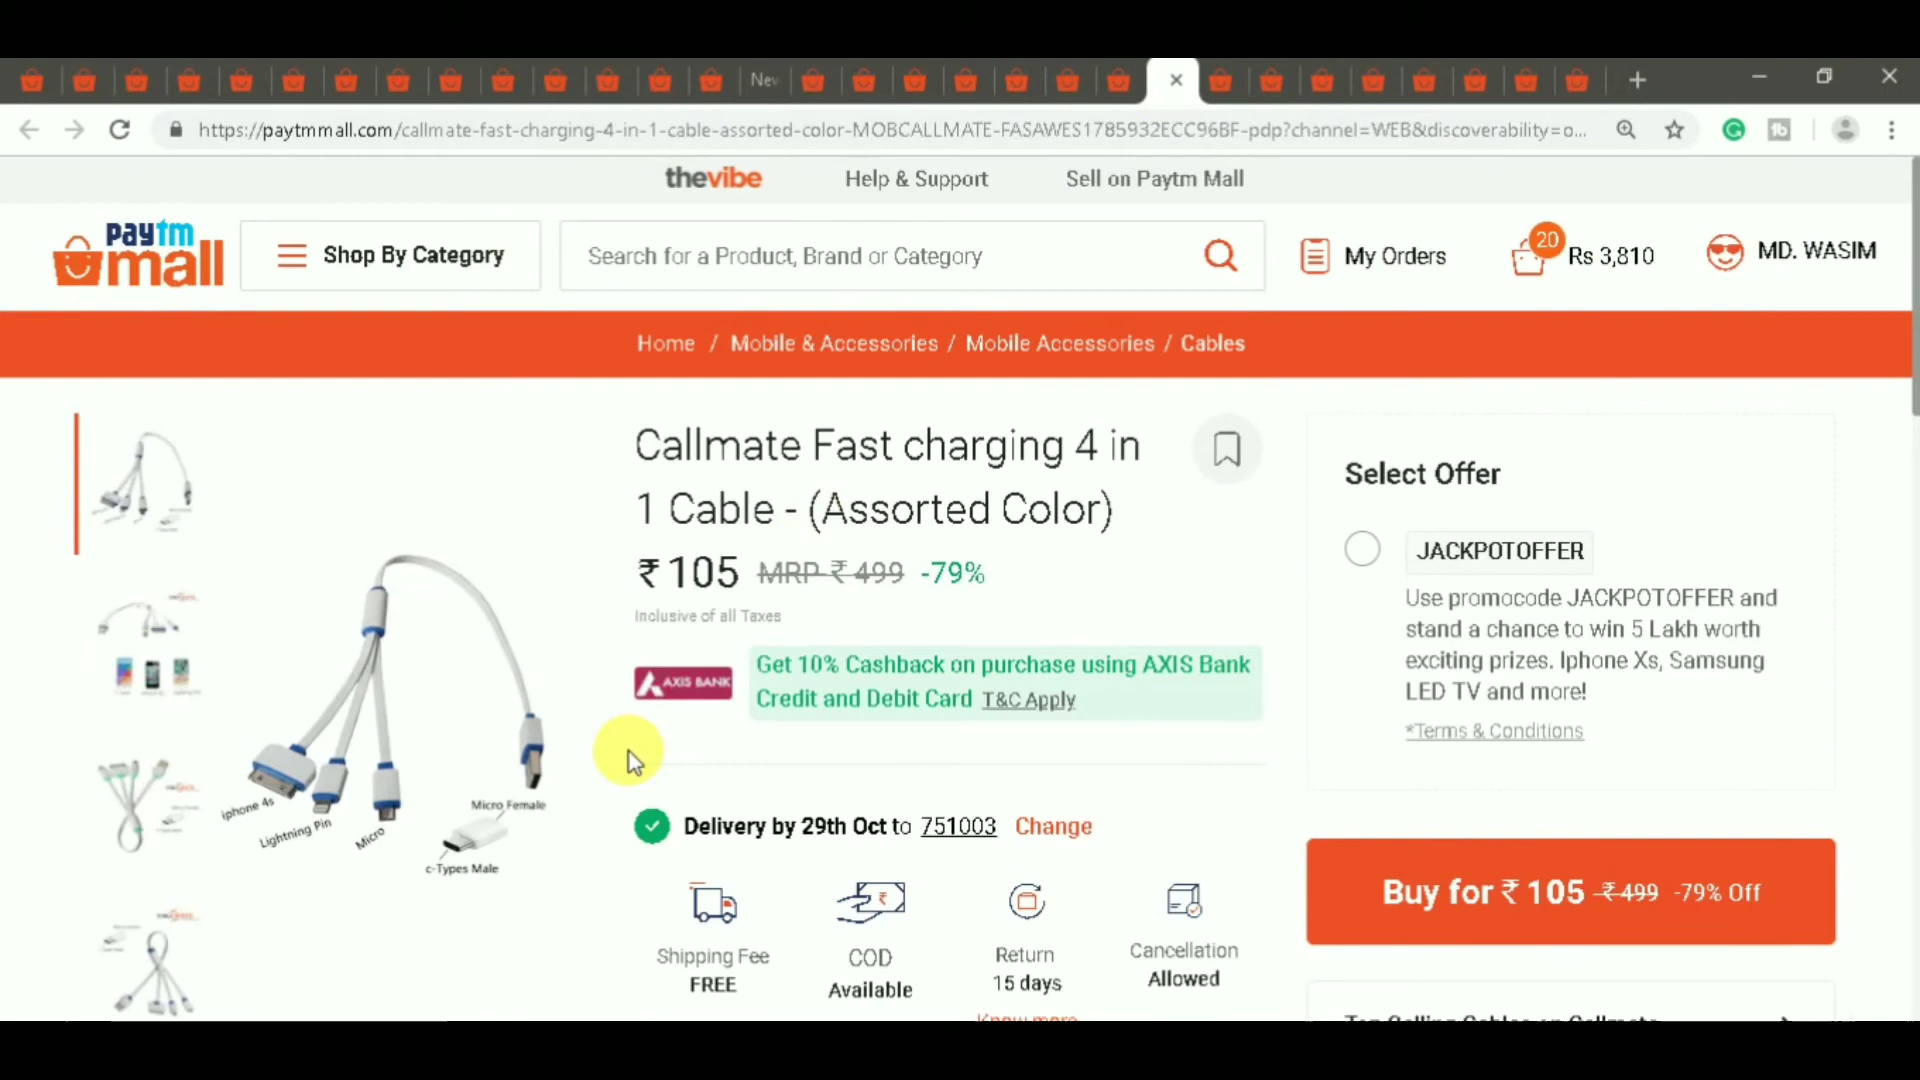 Nev
https://paytmmall.com/callmate-fast-charging-4-in-1-cable-assorted-color-MOBCALLMATE-FASAWES1785932ECC96BF-pdp?channel=WEB&discoverability=o...
thevibe
Help & Support
Sell on Paytm Mall
paytm
mall
Shop By Category
Search for a Product, Brand or Category
My Orders
20
Rs 3,810
MD. WASIM
Home / Mobile & Accessories / Mobile Accessories / Cables
Callmate Fast charging 4 in
1 Cable - (Assorted Color)
₹ 105 MRP ₹ 499 -79%
Inclusive of all Taxes
AXIS BANK
Get 10% Cashback on purchase using AXIS Bank
Credit and Debit Card T&C Apply
Iphone 4s
Lightning Pin
Micro
Micro Female
c-Types Male
Delivery by 29th Oct to 751003 Change
Shipping Fee
FREE
COD
Available
Return
15 days
Know more
Cancellation
Allowed
Select Offer
JACKPOTOFFER
Use promocode JACKPOTOFFER and
stand a chance to win 5 Lakh worth
exciting prizes. Iphone Xs, Samsung
LED TV and more!
*Terms & Conditions
Buy for ₹ 105 ₹ 499 -79% Off